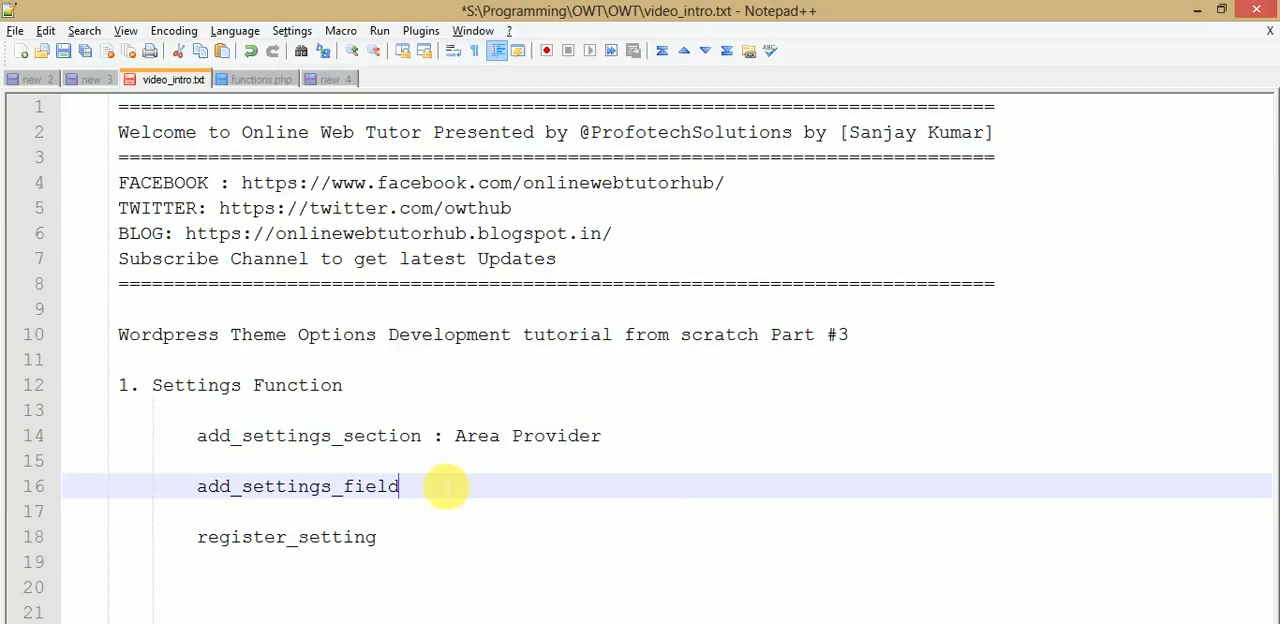 *S:\Programming\OWT\OWT\video_intro.txt - Notepad++
File Edit Search View Encoding Language Settings Macro Run Plugins Window ? X
new 2 new 3 video_intro.txt functions.php new 4
1 ==============================================================================
2 Welcome to Online Web Tutor Presented by @ProfotechSolutions by [Sanjay Kumar]
3 ==============================================================================
4 FACEBOOK : https://www.facebook.com/onlinewebtutorhub/
5 TWITTER: https://twitter.com/owthub
6 BLOG: https://onlinewebtutorhub.blogspot.in/
7 Subscribe Channel to get latest Updates
8 ==============================================================================
9
10 Wordpress Theme Options Development tutorial from scratch Part #3
11
12 1. Settings Function
13
14 add_settings_section : Area Provider
15
16 add_settings_field
17
18 register_setting
19
20
21